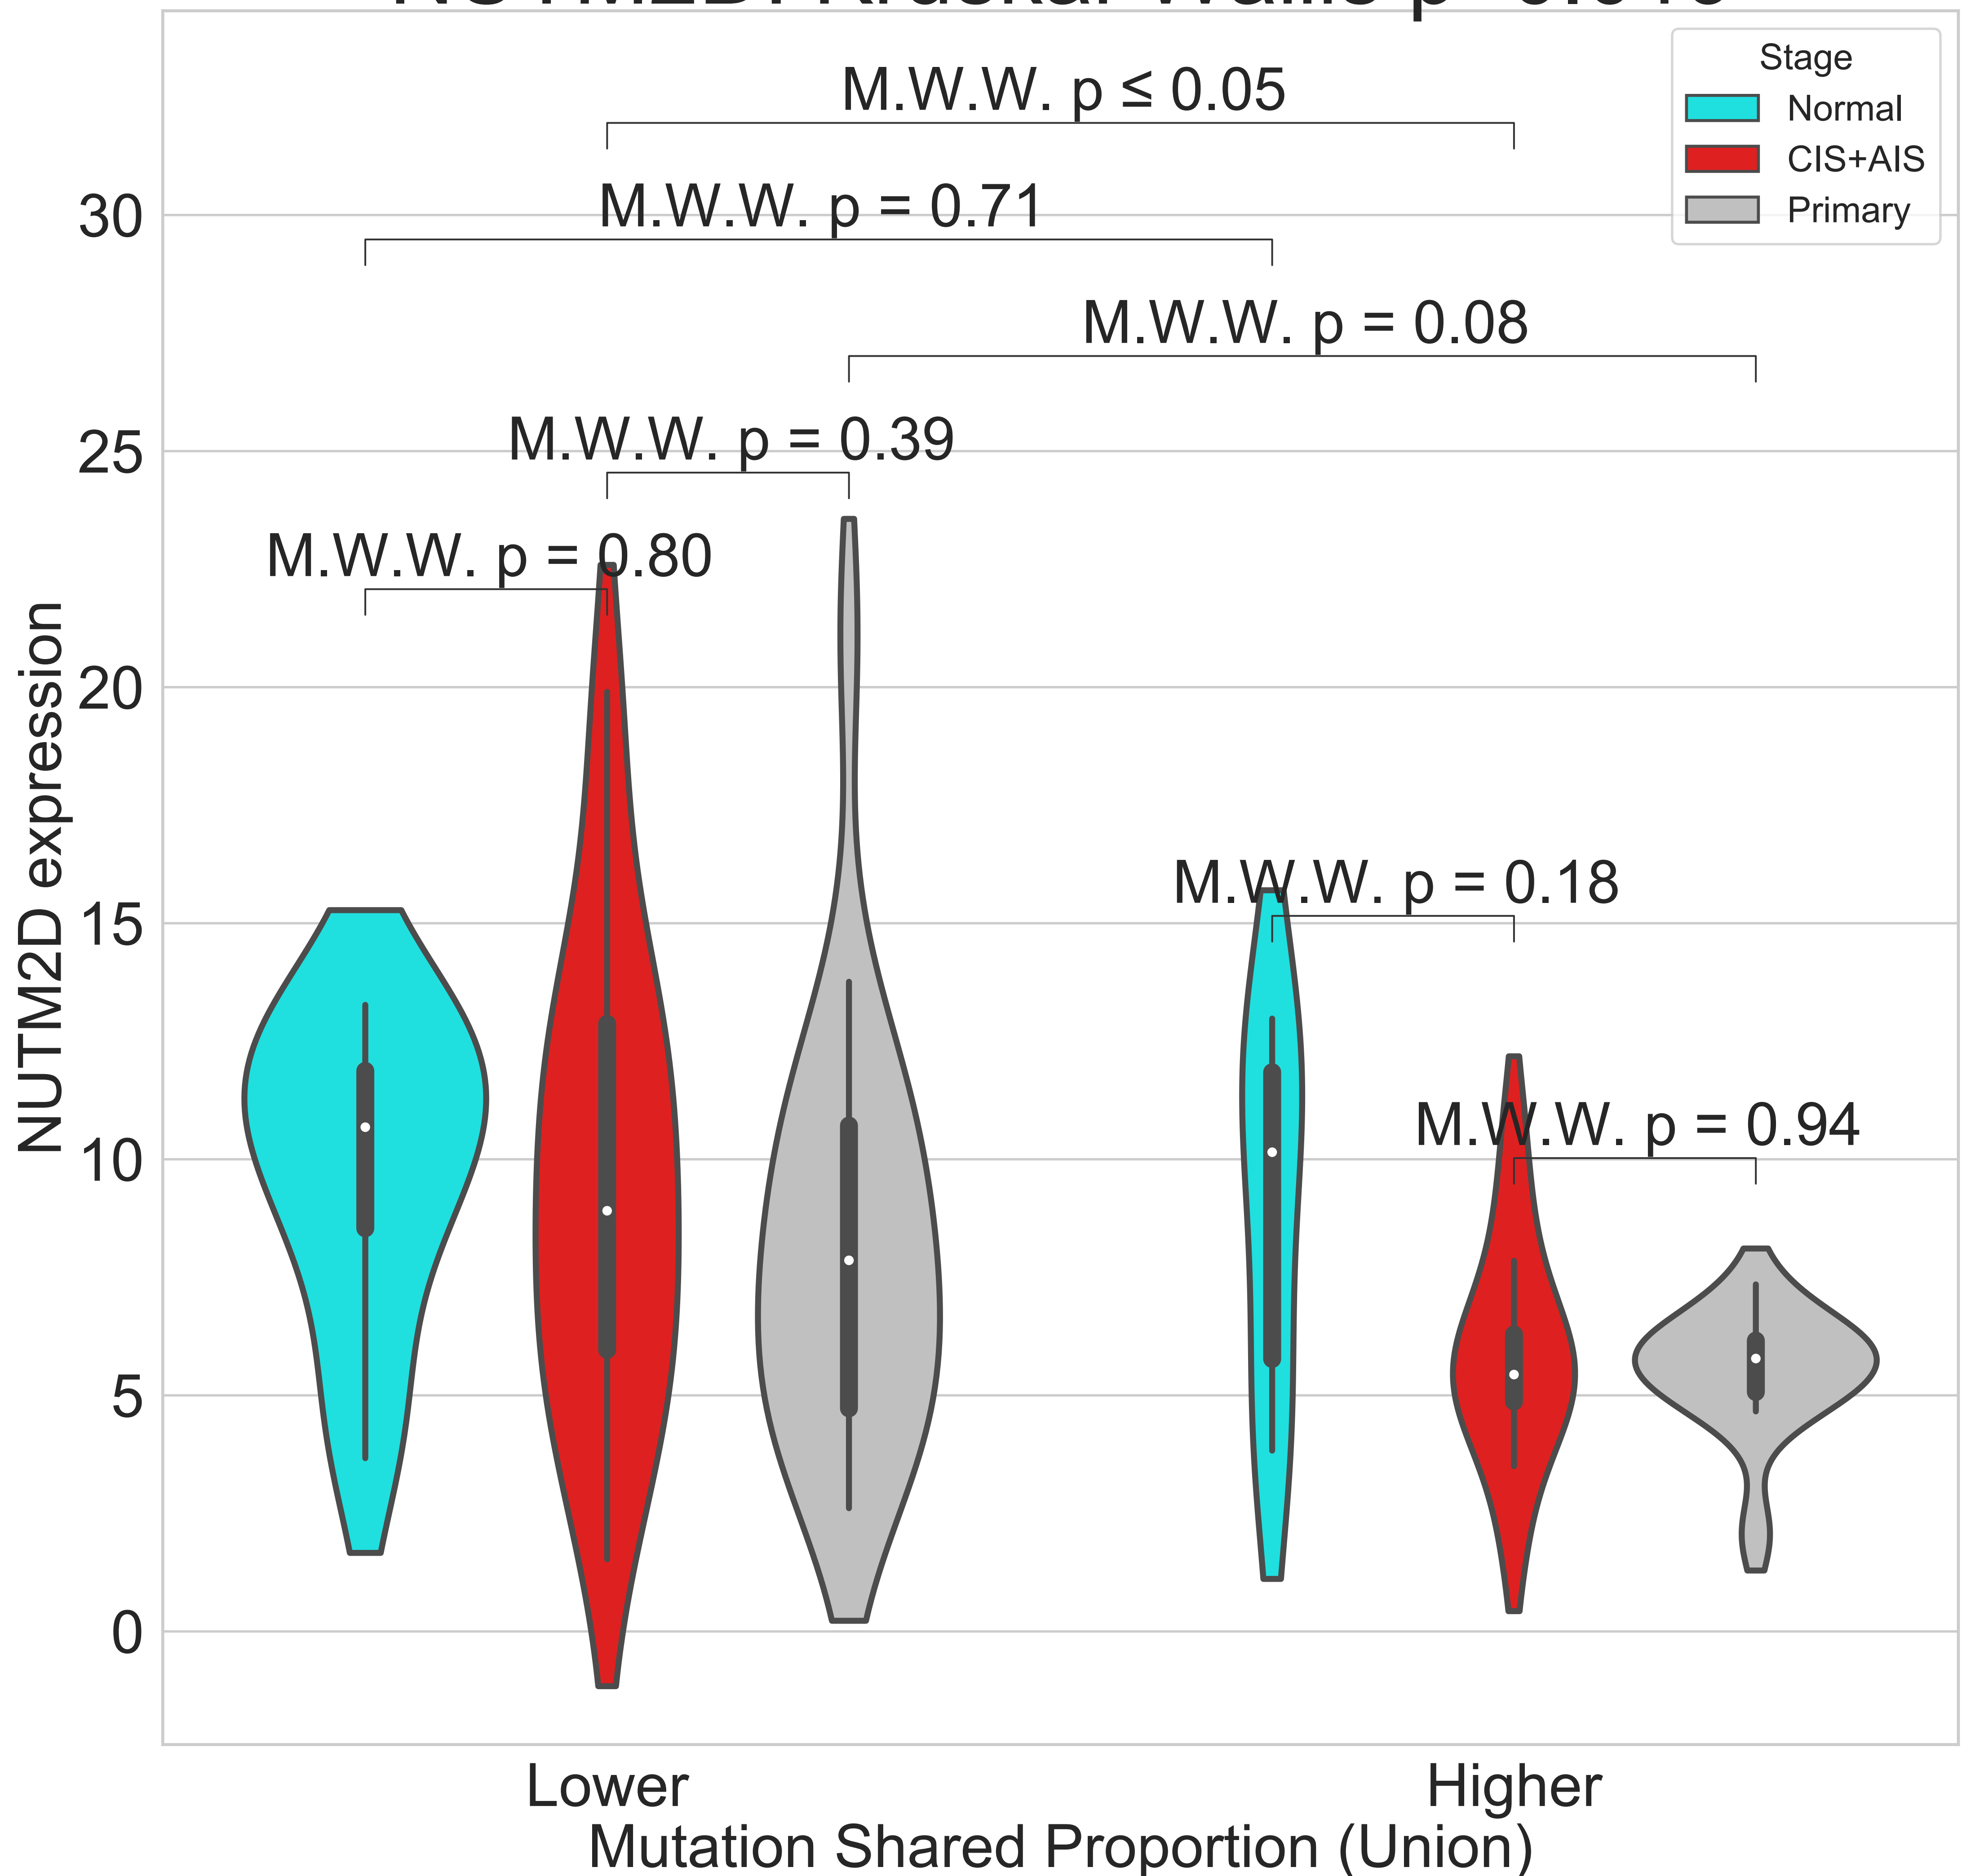 M.W.W. p ≤ 0.05
Stage
Normal
CIS+AIS
Primary
M.W.W. p = 0.71
M.W.W. p = 0.08
M.W.W. p = 0.39
M.W.W. p = 0.80
M.W.W. p = 0.18
M.W.W. p = 0.94
30
25
20
15
10
5
0
NUTM2D expression
Lower
Higher
Mutation Shared Proportion (Union)